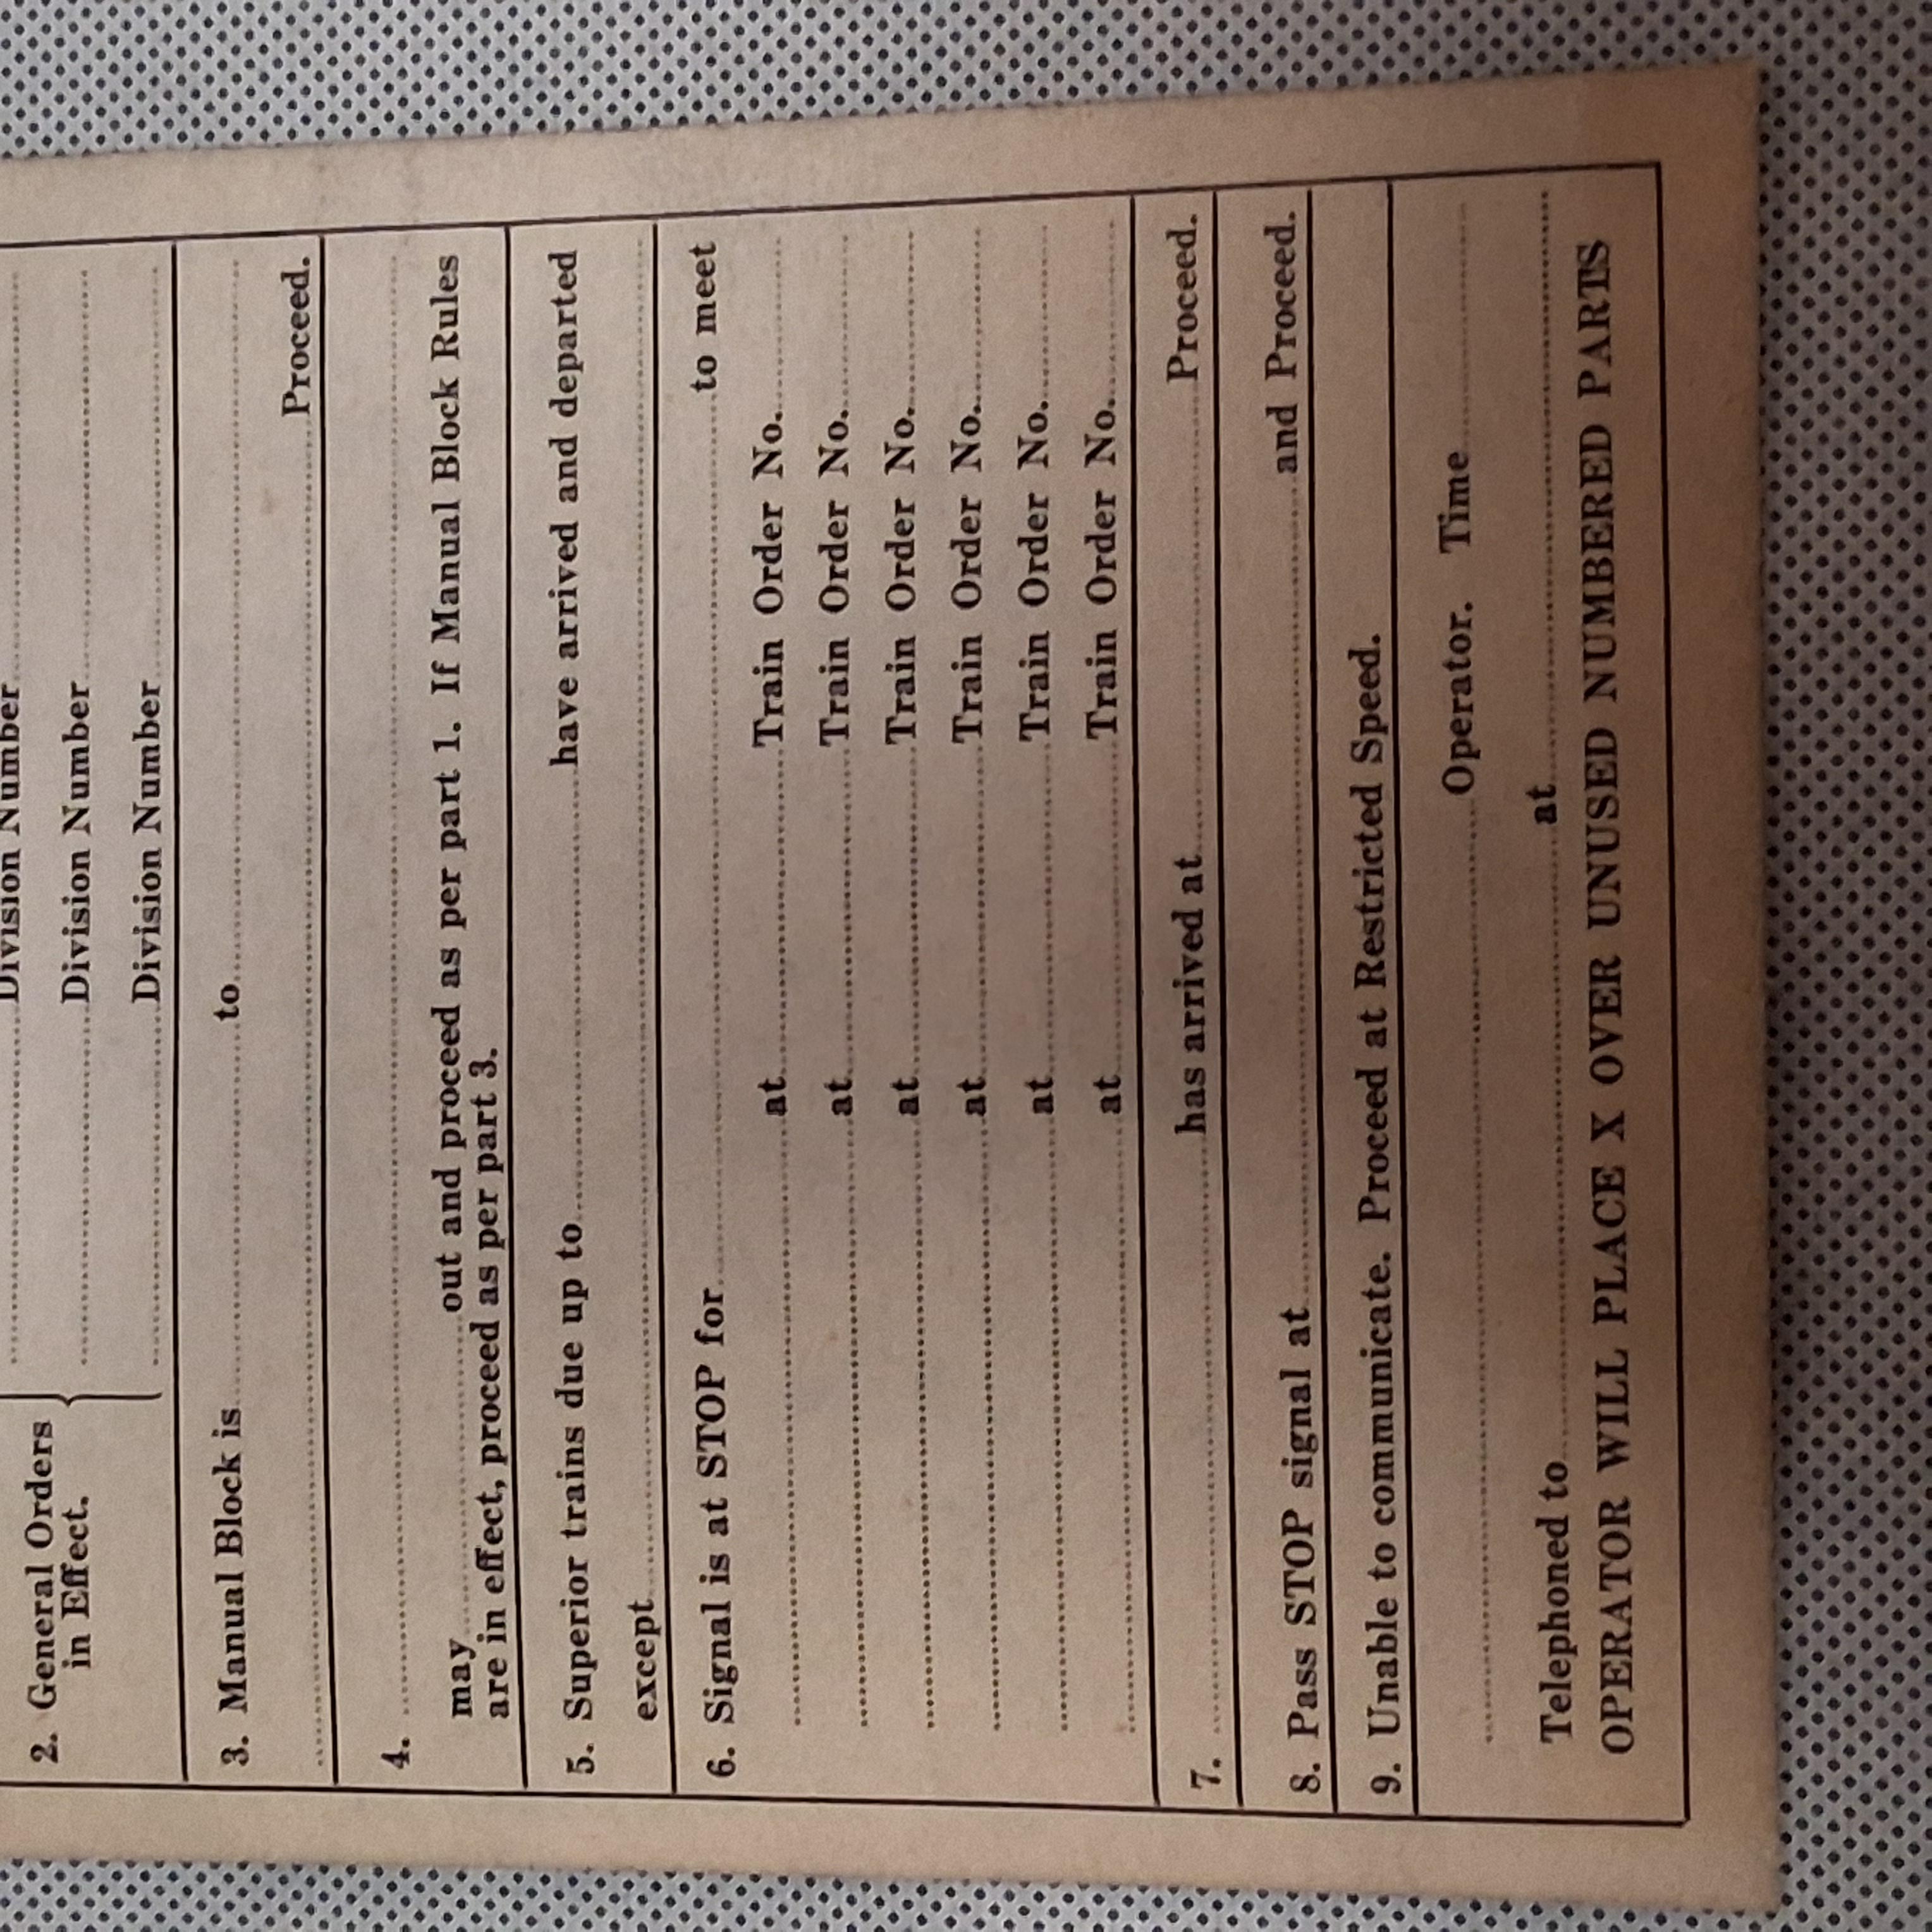 Division Number
2. General Orders
in Effect.
Division Number
Division Number
3. Manual Block is to
Proceed.
4.
may out and proceed as per part 1. If Manual Block Rules
are in effect, proceed as per part 3.
5. Superior trains due up to have arrived and departed
except
6. Signal is at STOP for to meet
at Train Order No.
at Train Order No.
at Train Order No.
at Train Order No.
at Train Order No.
at Train Order No.
7. has arrived at Proceed.
8. Pass STOP signal at and Proceed.
9. Unable to communicate. Proceed at Restricted Speed.
Operator. Time
Telephoned to at
OPERATOR WILL PLACE X OVER UNUSED NUMBERED PARTS